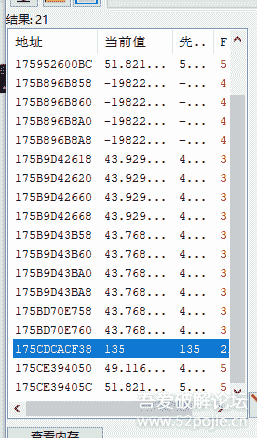 结果: 21
地址 当前值 先.. F
175952600BC 51.821... 5... 5
175B896B858 -19822 -... 4
175B896B860 -19822 -... 4
175B896B8A0 -19822 -... 4
175B896B8A8 -19822 -... 4
175B9D42618 43.929... 4... 3
175B9D42620 43.929... 4... 3
175B9D42660 43.929... 4... 3
175B9D42668 43.929... 4... 3
175B9D43B58 43.768... 4... 3
175B9D43B60 43.768... 4... 3
175B9D43BA0 43.768... 4... 3
175B9D43BA8 43.768... 4... 3
175BD70E758 43.768... 4... 3
175BD70E760 43.768... 4... 3
175CDCACF38 135 135 2
175CE394050 49.116... 4... 5
175CE39405C 51.821... 5... 5
查看内存
吾爱破解论坛
www.52pojie.cn